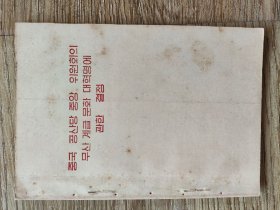 중국 공산당 중앙 위원회의
무산 계급 문화 대혁명에
관한 결정